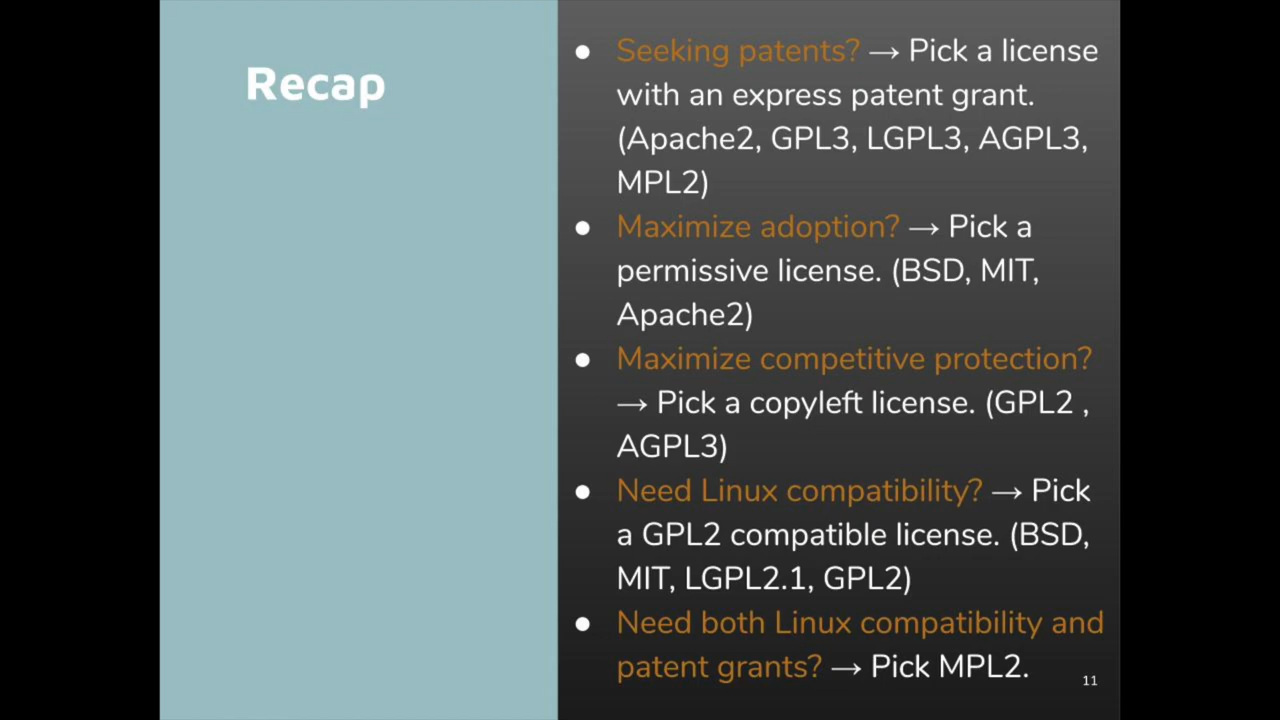 Recap
● Seeking patents? → Pick a license
with an express patent grant.
(Apache2, GPL3, LGPL3, AGPL3,
MPL2)
● Maximize adoption? → Pick a
permissive license. (BSD, MIT,
Apache2)
● Maximize competitive protection?
→ Pick a copyleft license. (GPL2 ,
AGPL3)
● Need Linux compatibility? → Pick
a GPL2 compatible license. (BSD,
MIT, LGPL2.1, GPL2)
● Need both Linux compatibility and
patent grants? → Pick MPL2.
11